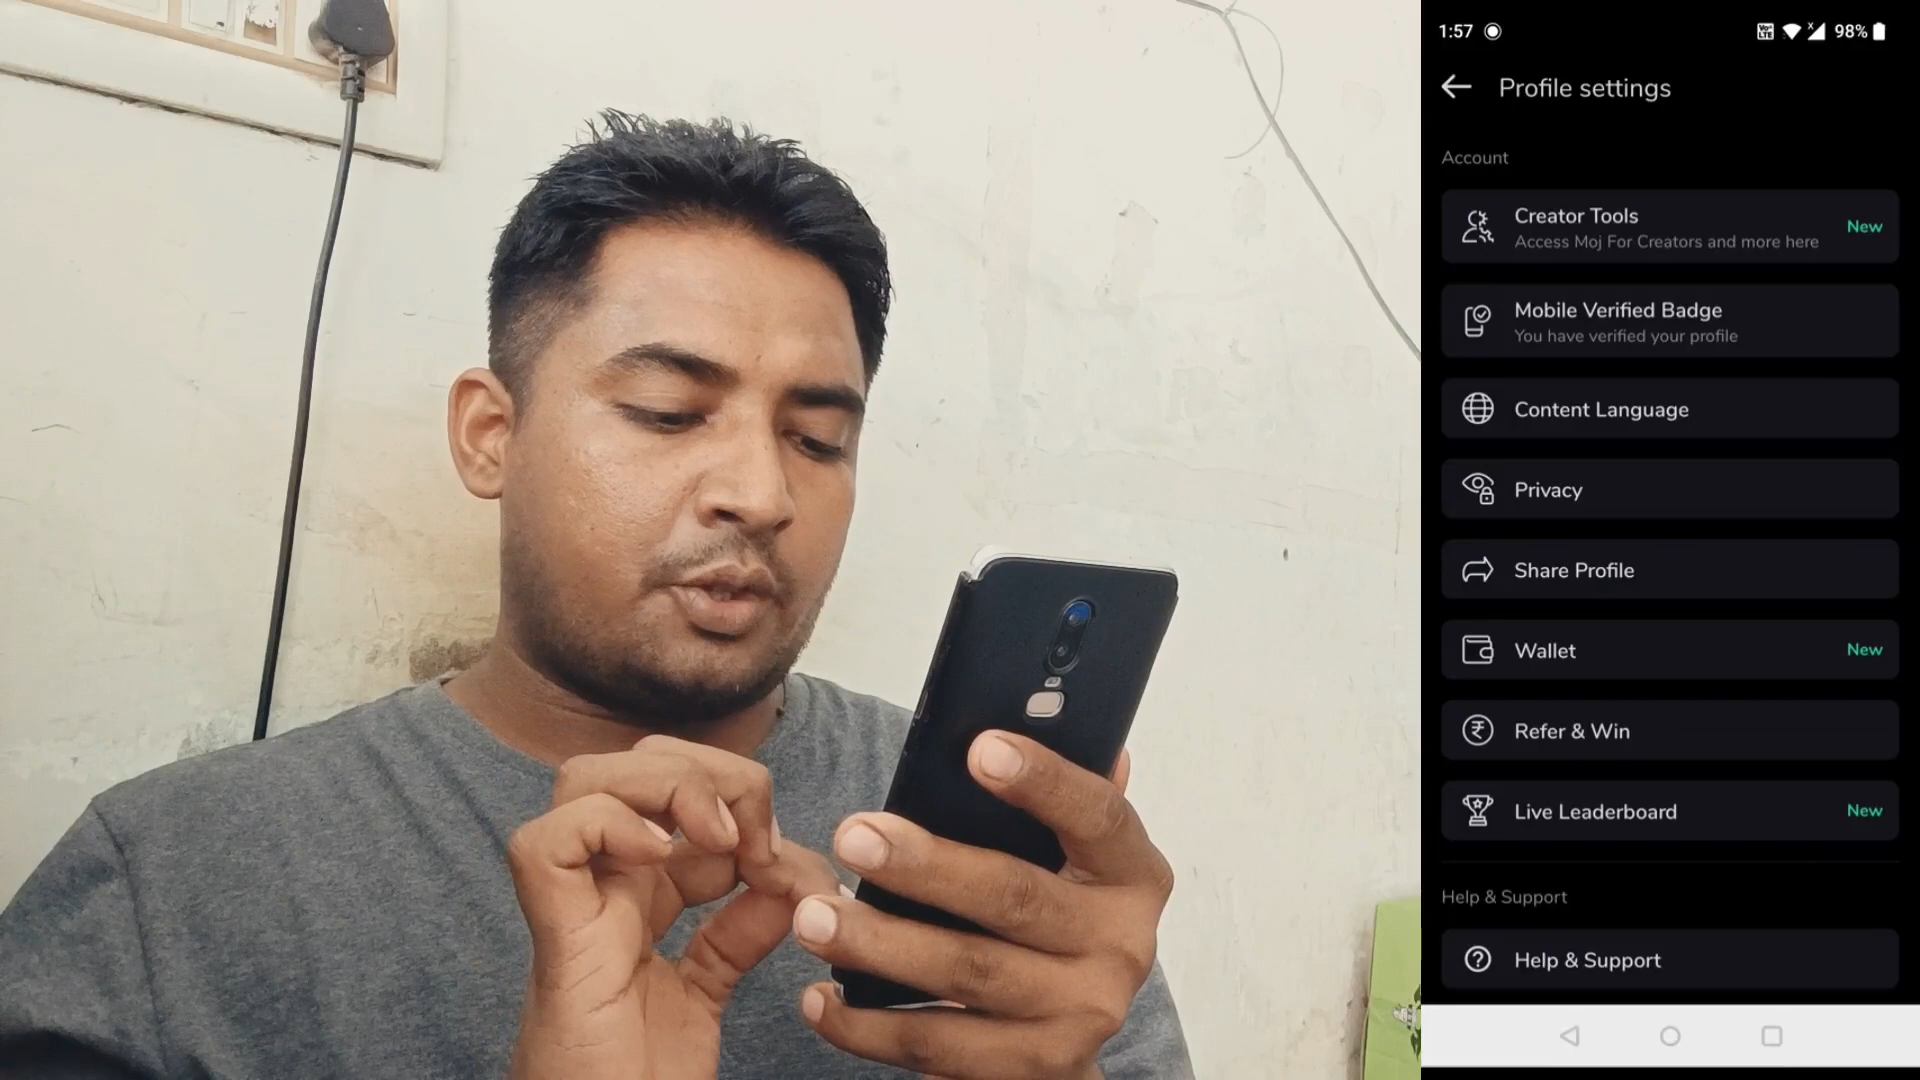 1:57
98%
Profile settings
Account
Creator Tools
Access Moj For Creators and more here
New
Mobile Verified Badge
You have verified your profile
Content Language
Privacy
Share Profile
Wallet
New
Refer & Win
Live Leaderboard
New
Help & Support
Help & Support